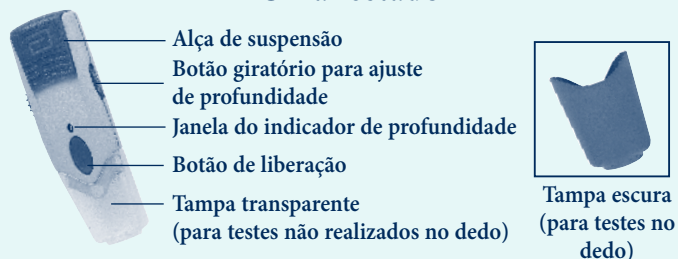 Alça de suspensão
Botão giratório para ajuste
de profundidade
Janela do indicador de profundidade
Botão de liberação
Tampa transparente
(para testes não realizados no dedo)
Tampa escura
(para testes no
dedo)